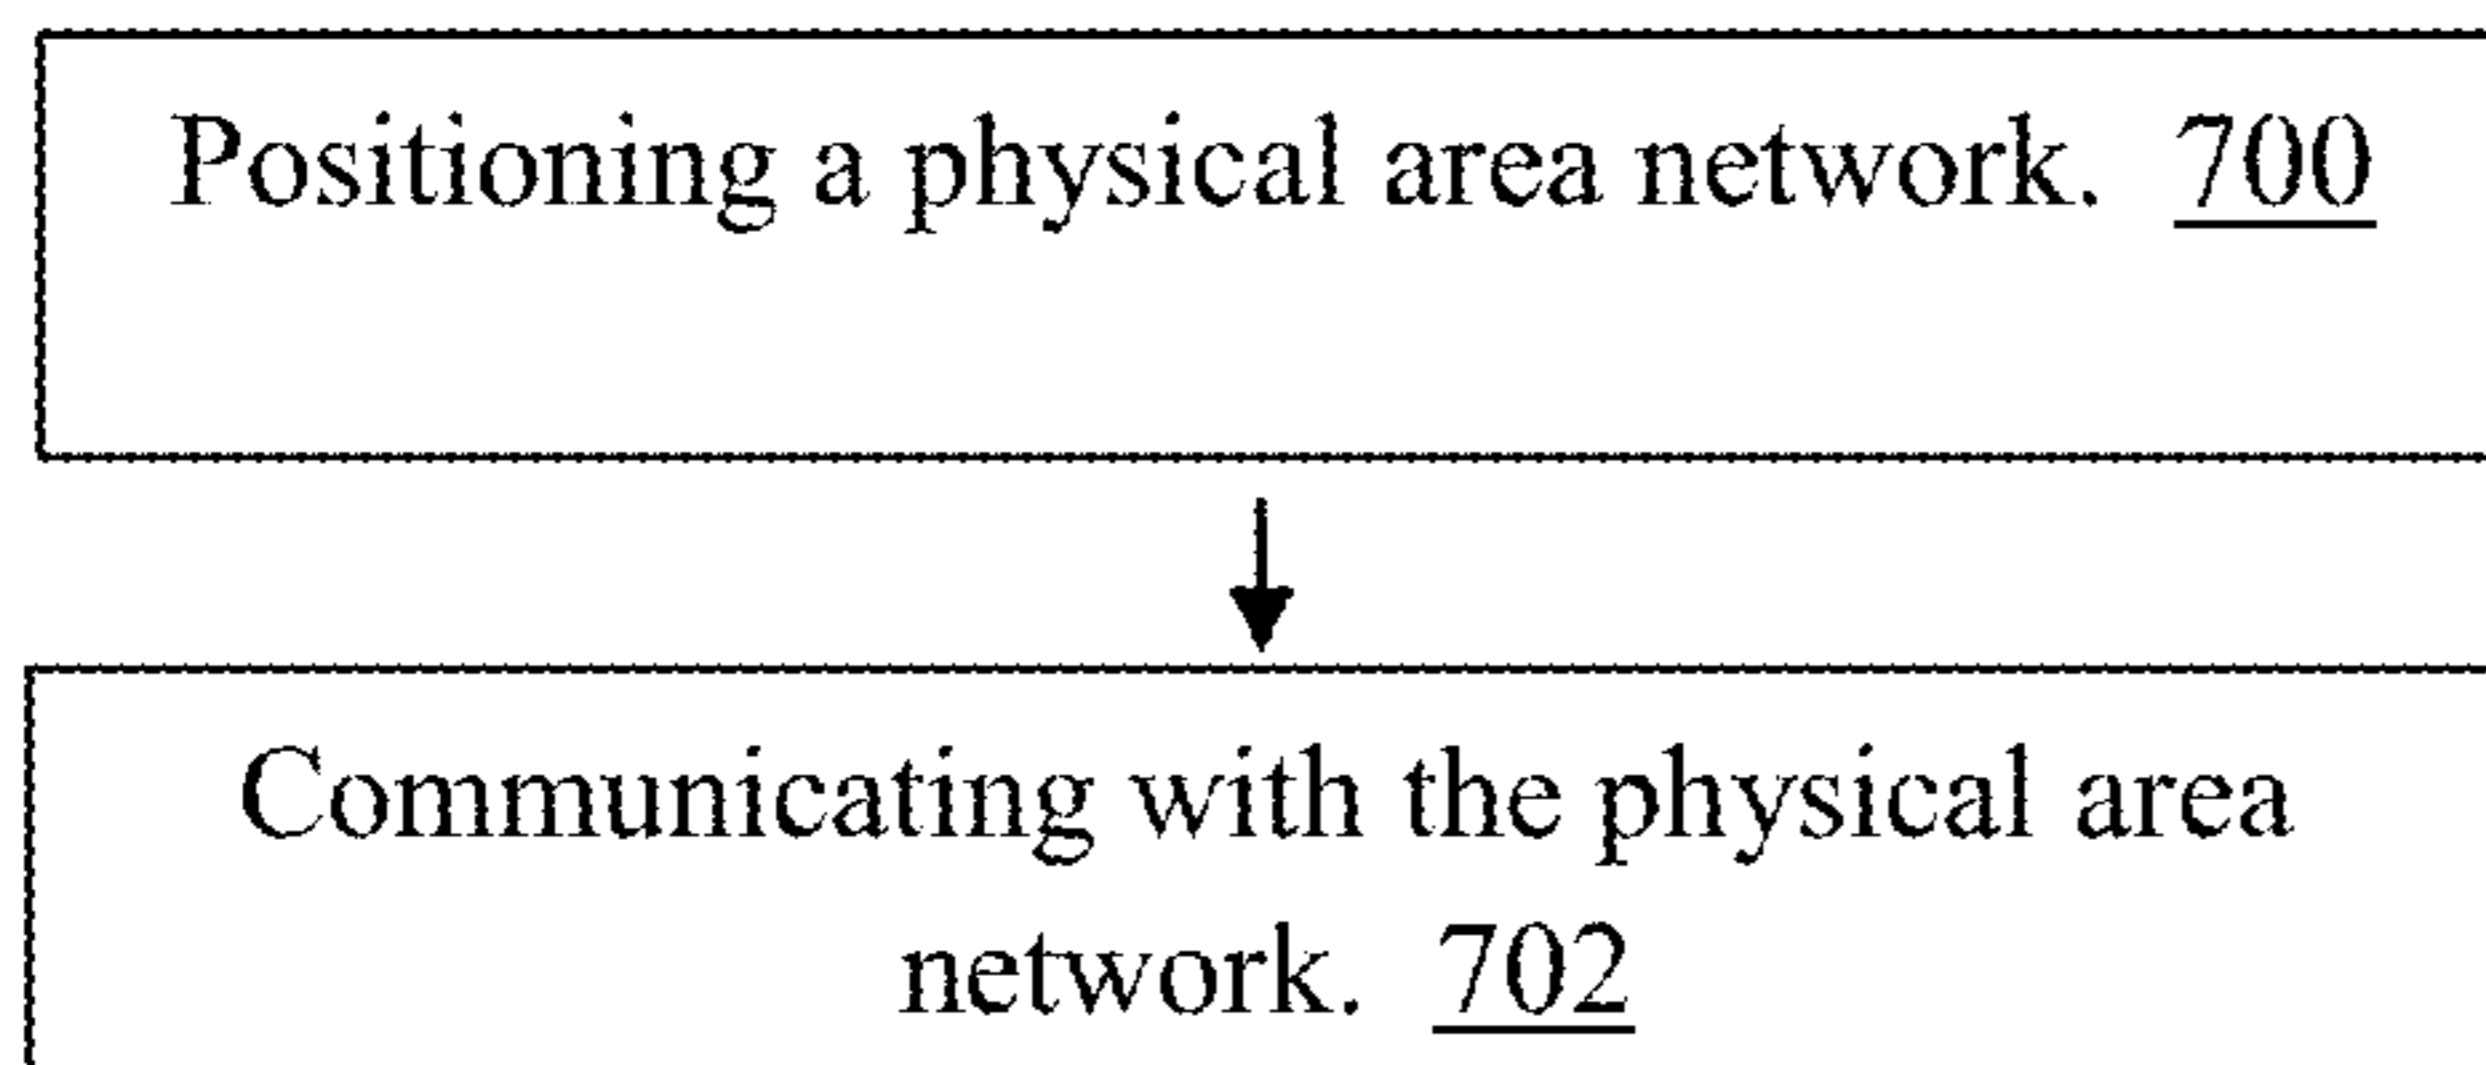 Positioning a physical area network. 700
Communicating with the physical area
network. 702